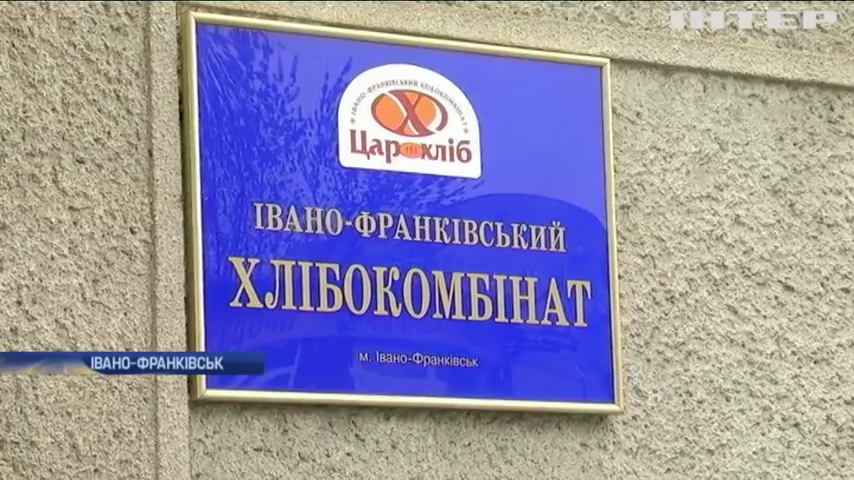 ІНТЕР
ІВАНО-ФРАНКІВСЬКИЙ ХЛІБОКОМБІНАТ
Х
Цар хліб
ІВАНО-ФРАНКІВСЬКИЙ
ХЛІБОКОМБІНАТ
м. Івано-Франківськ
ІВАНО-ФРАНКІВСЬК